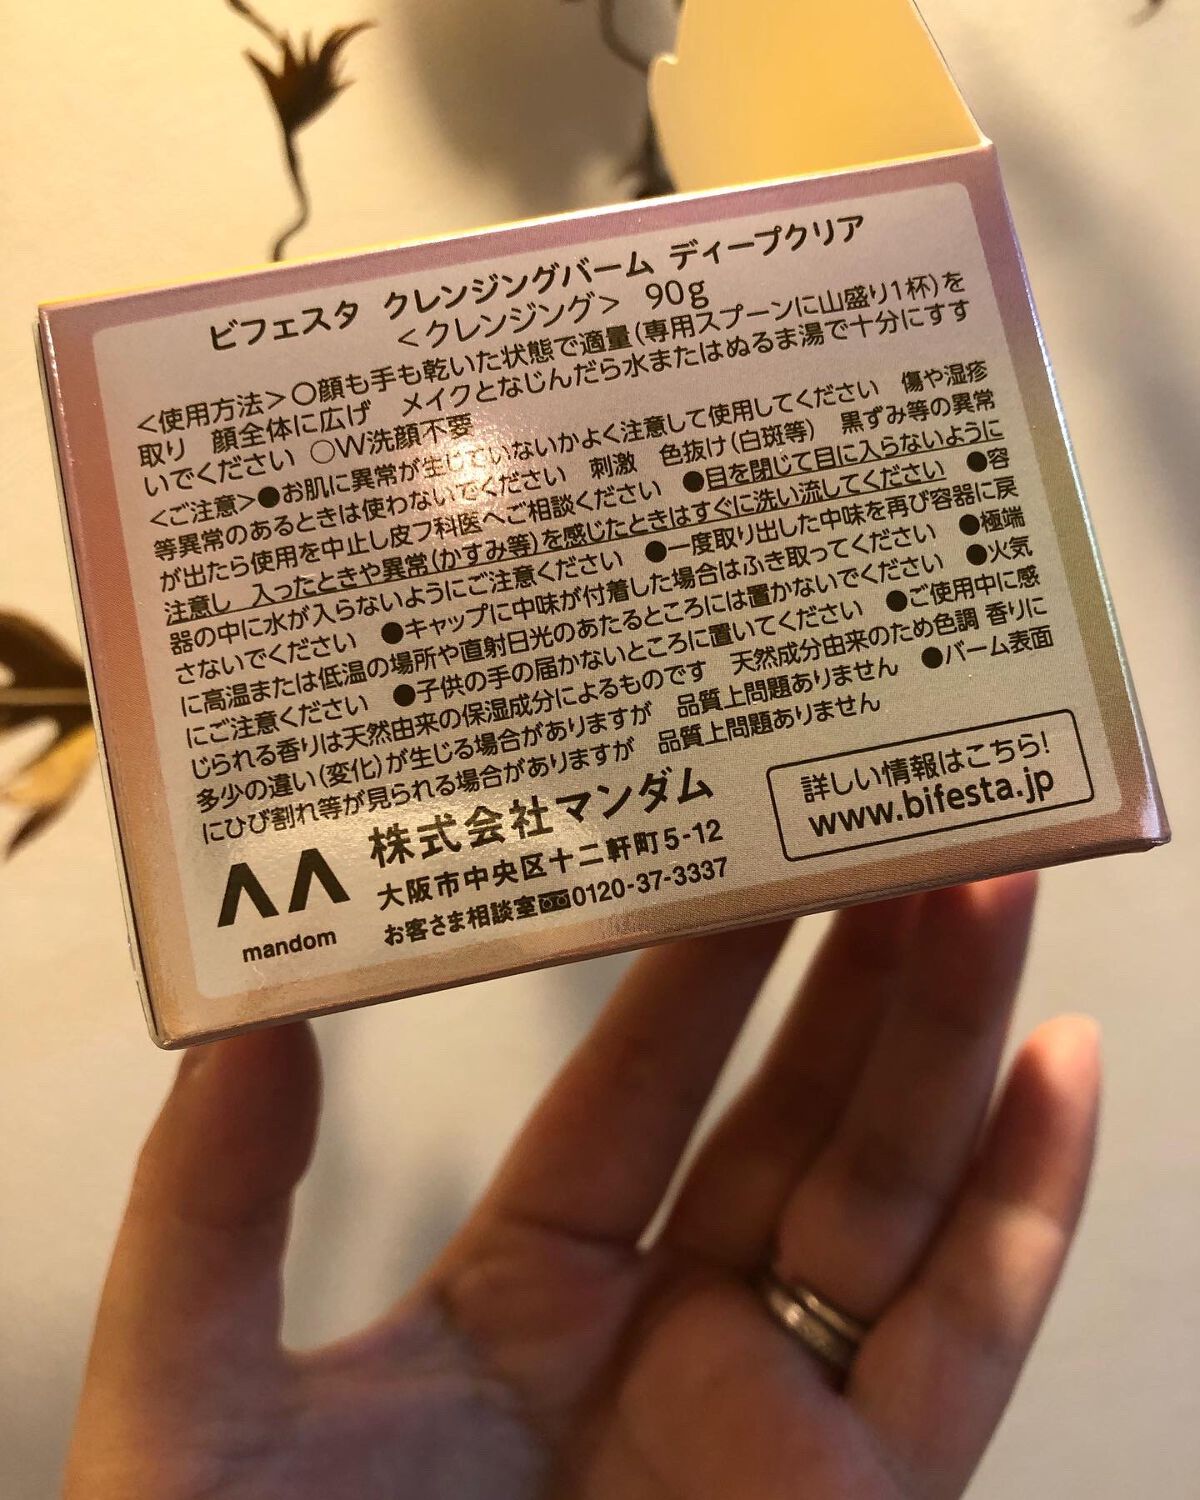 ビフェスタ クレンジングバーム ディープクリア
＜クレンジング＞ 90g
＜使用方法＞○顔も手も乾いた状態で適量(専用スプーンに山盛り1杯)を
取り 顔全体に広げ メイクとなじんだら水またはぬるま湯で十分にすす
いでください ○W洗顔不要
＜ご注意＞●お肌に異常が生じていないかよく注意して使用してください 傷や湿疹
等異常のあるときは使わないでください 刺激 色抜け(白斑等) 黒ずみ等の異常
が出たら使用を中止し皮フ科医へご相談ください ●目を閉じて目に入らないように
注意し 入ったときや異常(かすみ等)を感じたときはすぐに洗い流してください ●容
器の中に水が入らないようにご注意ください ●一度取り出した中味を再び容器に戻
さないでください ●キャップに中味が付着した場合はふき取ってください ●極端
に高温または低温の場所や直射日光のあたるところには置かないでください ●火気
にご注意ください ●子供の手の届かないところに置いてください ●ご使用中に感
じられる香りは天然由来の保湿成分によるものです 天然成分由来のため色調 香りに
多少の違い(変化)が生じる場合がありますが 品質上問題ありません ●バーム表面
にひび割れ等が見られる場合がありますが 品質上問題ありません
mandom
株式会社マンダム
大阪市中央区十二軒町5-12
お客さま相談室0120-37-3337
詳しい情報はこちら!
www.bifesta.jp